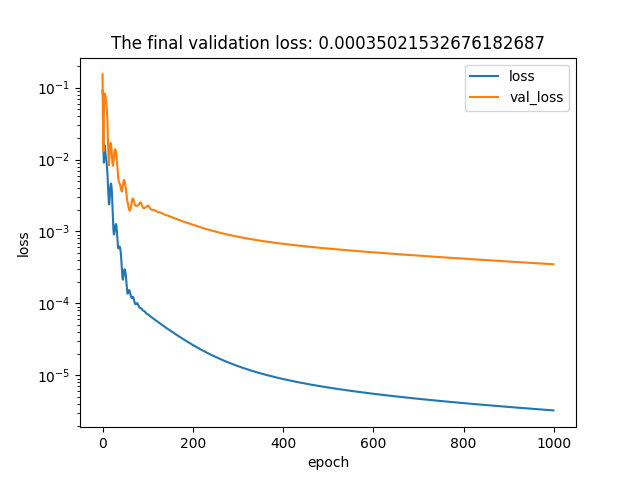 The final validation loss: 0.00035021532676182687
loss
val_loss
10⁻¹
10⁻²
10⁻³
10⁻⁴
10⁻⁵
loss
0 200 400 600 800 1000
epoch